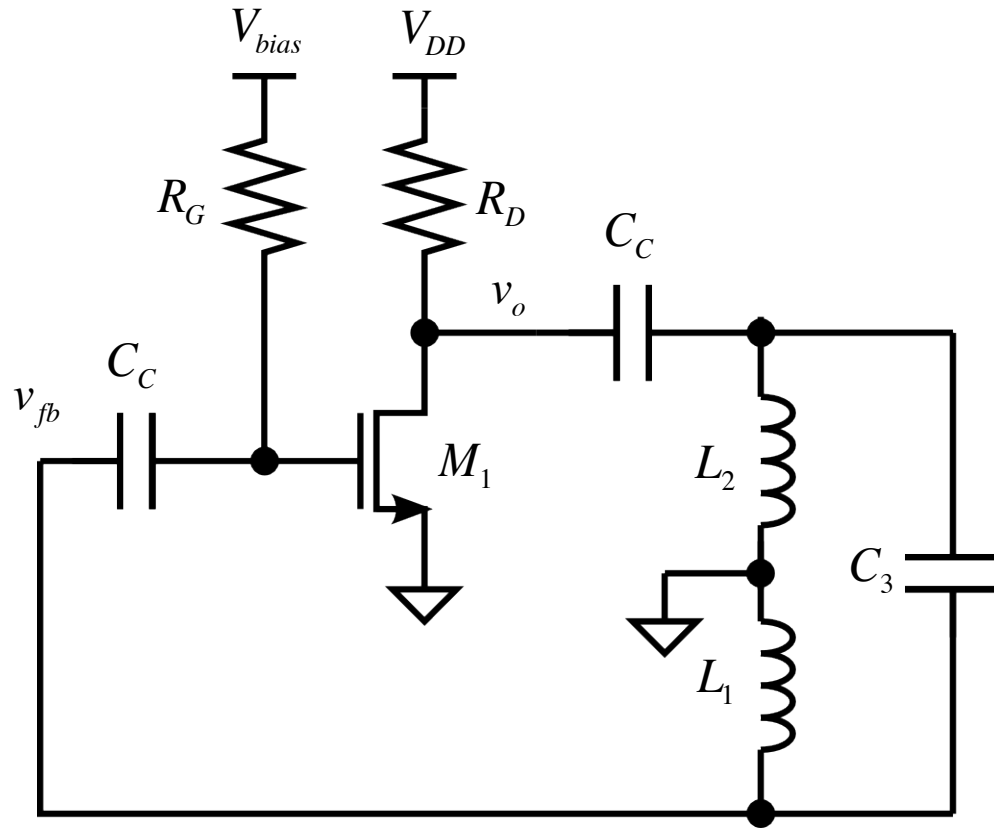 V_bias
V_DD
R_G
R_D
C_C
v_o
C_C
v_fb
M_1
L_2
C_3
L_1